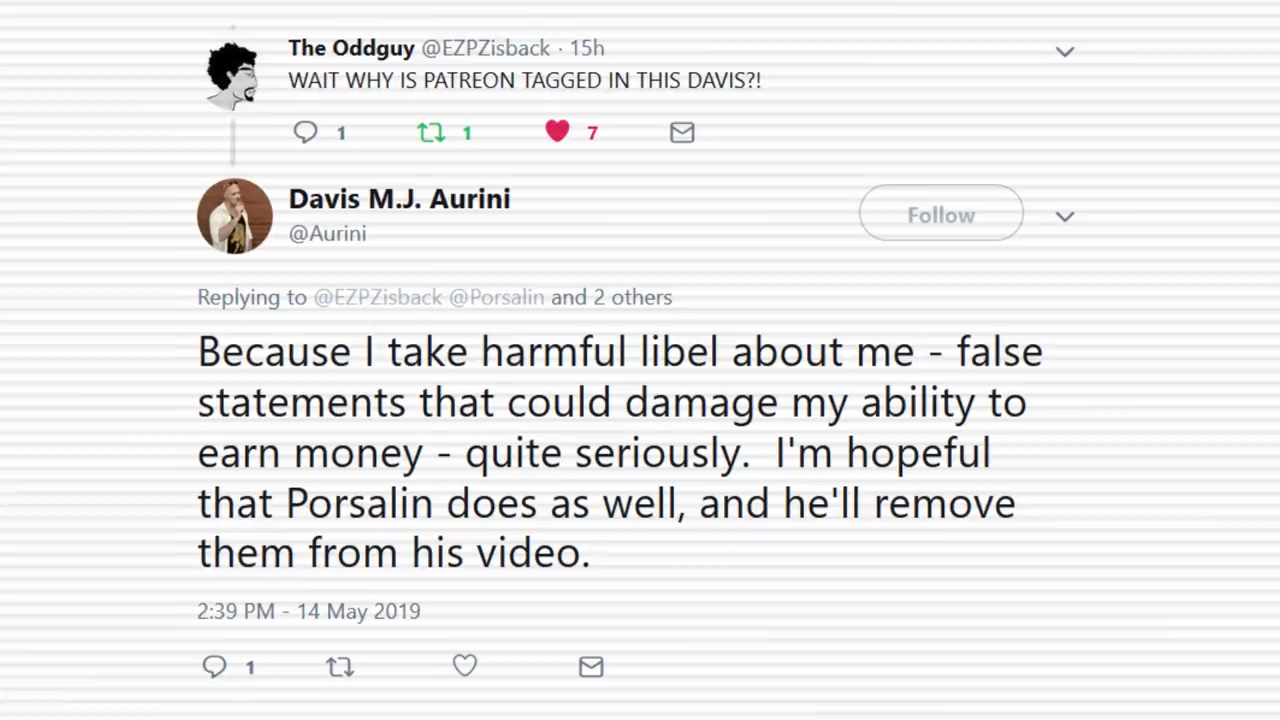 The Oddguy @EZPZisback · 15h
WAIT WHY IS PATREON TAGGED IN THIS DAVIS?!
1 1 7
Davis M.J. Aurini
Follow
@Aurini
Replying to @EZPZisback @Porsalin and 2 others
Because I take harmful libel about me - false
statements that could damage my ability to
earn money - quite seriously.  I'm hopeful
that Porsalin does as well, and he'll remove
them from his video.
2:39 PM - 14 May 2019
1